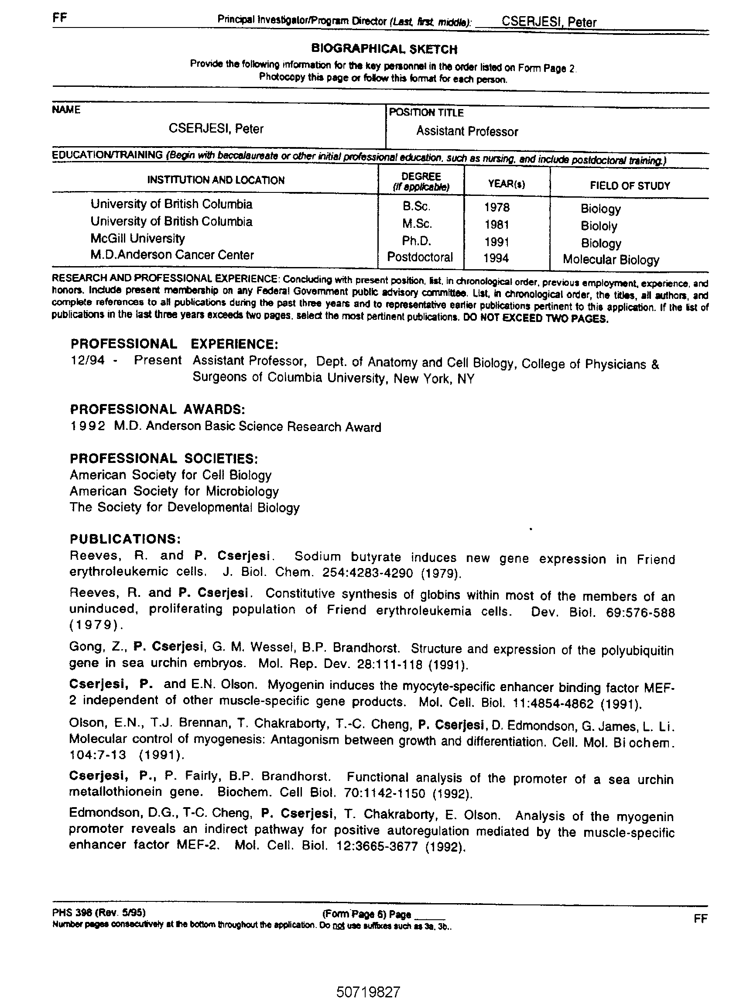 FF
Principal Investigator/Program Director (Last, first, middle): CSERJESI, Peter
BIOGRAPHICAL SKETCH
Provide the following information for the key personnel in the order listed on Form Page 2.
Photocopy this page or follow this format for each person.
NAME
CSERJESI, Peter
POSITION TITLE
Assistant Professor
EDUCATION/TRAINING (Begin with baccalaureate or other initial professional education, such as nursing, and include postdoctoral training.)
INSTITUTION AND LOCATION DEGREE (if applicable) YEAR(s) FIELD OF STUDY
University of British Columbia B.Sc. 1978 Biology
University of British Columbia M.Sc. 1981 Biololy
McGill University Ph.D. 1991 Biology
M.D.Anderson Cancer Center Postdoctoral 1994 Molecular Biology
RESEARCH AND PROFESSIONAL EXPERIENCE: Concluding with present position, list, in chronological order, previous employment, experience, and
honors. Include present membership on any Federal Government public advisory committee. List, in chronological order, the titles, all authors, and
complete references to all publications during the past three years and to representative earlier publications pertinent to this application. If the list of
publications in the last three years exceeds two pages, select the most pertinent publications. DO NOT EXCEED TWO PAGES.
PROFESSIONAL EXPERIENCE:
12/94 - Present Assistant Professor, Dept. of Anatomy and Cell Biology, College of Physicians &
Surgeons of Columbia University, New York, NY
PROFESSIONAL AWARDS:
1992 M.D. Anderson Basic Science Research Award
PROFESSIONAL SOCIETIES:
American Society for Cell Biology
American Society for Microbiology
The Society for Developmental Biology
PUBLICATIONS:
Reeves, R. and P. Cserjesi. Sodium butyrate induces new gene expression in Friend
erythroleukemic cells. J. Biol. Chem. 254:4283-4290 (1979).
Reeves, R. and P. Cserjesi. Constitutive synthesis of globins within most of the members of an
uninduced, proliferating population of Friend erythroleukemia cells. Dev. Biol. 69:576-588
(1979).
Gong, Z., P. Cserjesi, G. M. Wessel, B.P. Brandhorst. Structure and expression of the polyubiquitin
gene in sea urchin embryos. Mol. Rep. Dev. 28:111-118 (1991).
Cserjesi, P. and E.N. Olson. Myogenin induces the myocyte-specific enhancer binding factor MEF-
2 independent of other muscle-specific gene products. Mol. Cell. Biol. 11:4854-4862 (1991).
Olson, E.N., T.J. Brennan, T. Chakraborty, T.-C. Cheng, P. Cserjesi, D. Edmondson, G. James, L. Li.
Molecular control of myogenesis: Antagonism between growth and differentiation. Cell. Mol. Biochem.
104:7-13 (1991).
Cserjesi, P., P. Fairly, B.P. Brandhorst. Functional analysis of the promoter of a sea urchin
metallothionein gene. Biochem. Cell Biol. 70:1142-1150 (1992).
Edmondson, D.G., T-C. Cheng, P. Cserjesi, T. Chakraborty, E. Olson. Analysis of the myogenin
promoter reveals an indirect pathway for positive autoregulation mediated by the muscle-specific
enhancer factor MEF-2. Mol. Cell. Biol. 12:3665-3677 (1992).
PHS 398 (Rev. 5/95) (Form Page 6) Page ____ FF
Number pages consecutively at the bottom throughout the application. Do not use suffixes such as 3a, 3b..
50719827